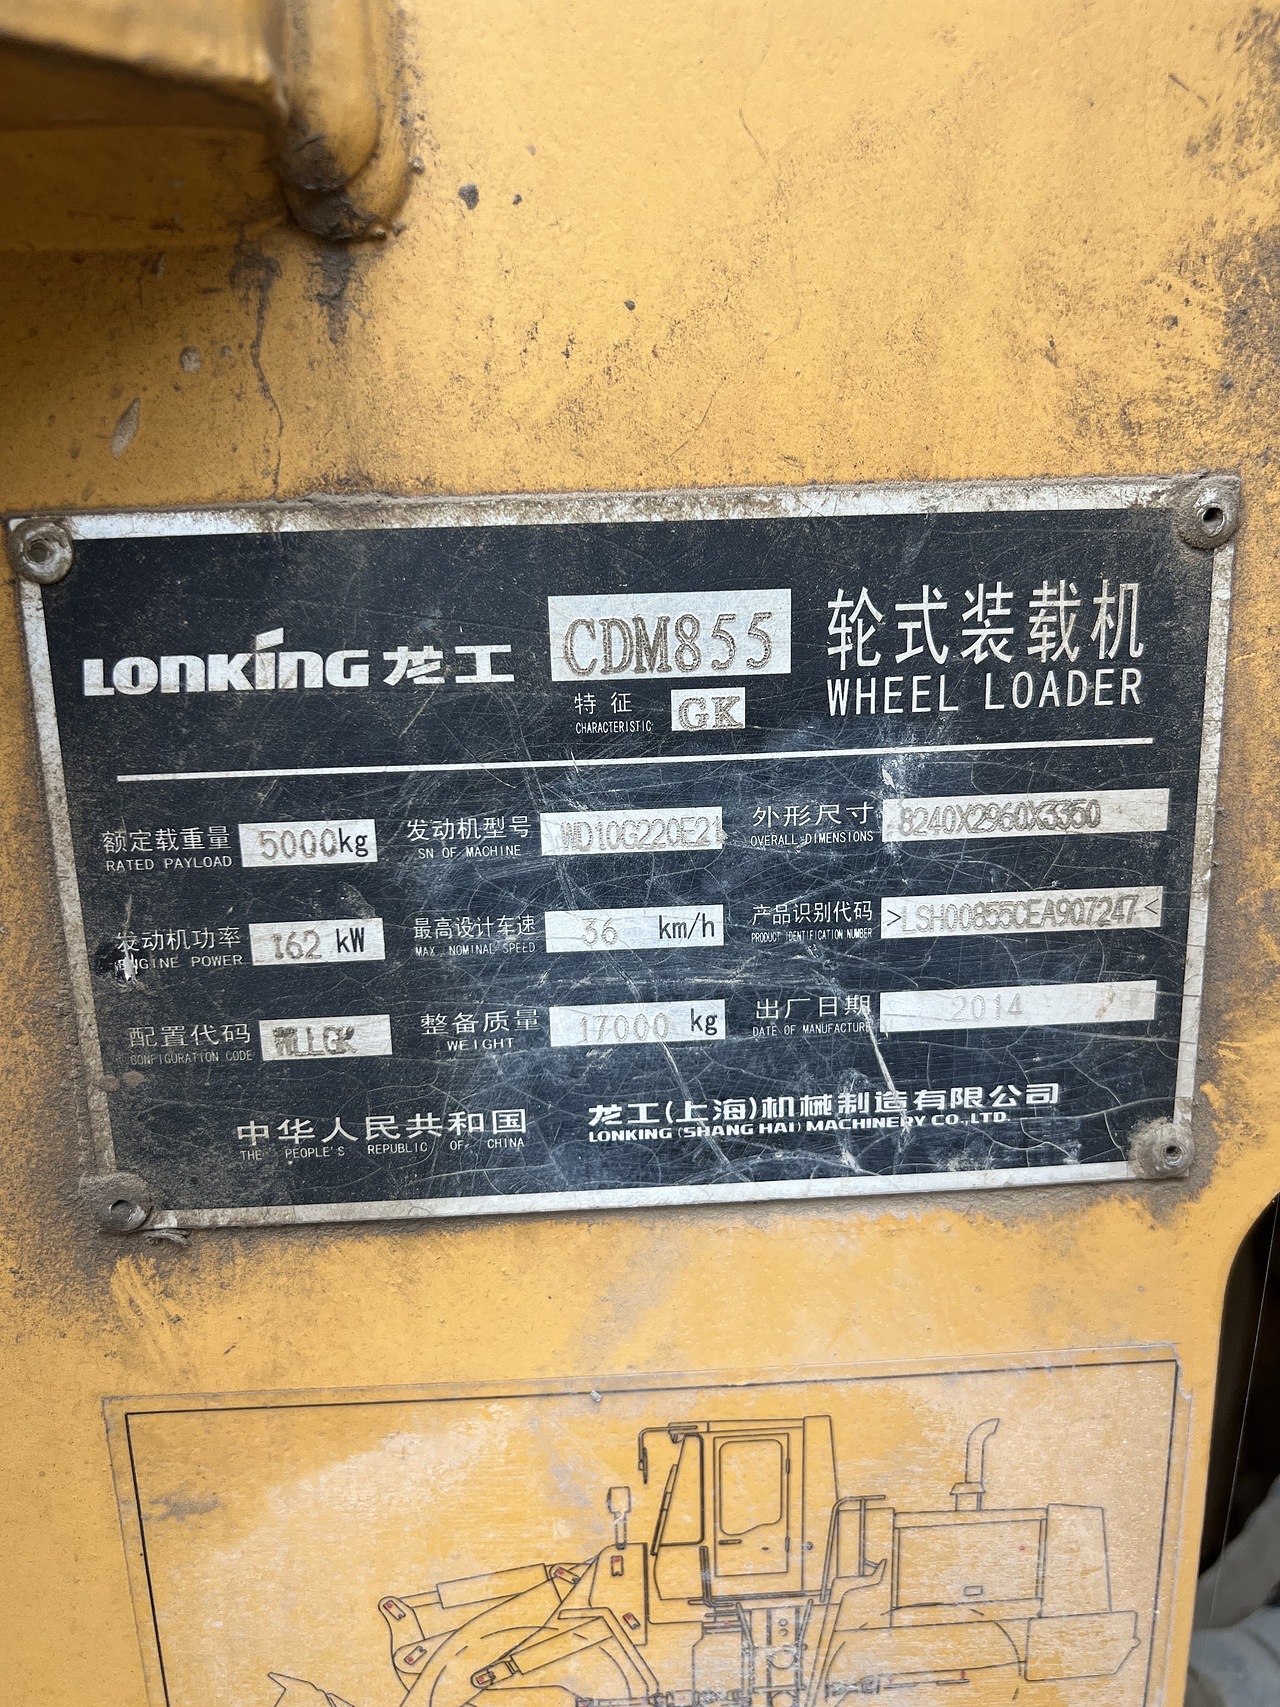 LONKING 龙工 CDM855 轮式装载机
WHEEL LOADER
特征 GK
CHARACTERISTIC
额定载重量 5000kg 发动机型号 WD10G220E21 外形尺寸 8240X2960X3350
RATED PAYLOAD SN OF MACHINE OVERALL DIMENSIONS
发动机功率 162 kW 最高设计车速 36 km/h 产品识别代码 >LSH00855CEA907247<
ENGINE POWER MAX. NOMINAL SPEED PRODUCT IDENTIFICATION NUMBER
配置代码 WLLGK 整备质量 17000 kg 出厂日期 2014
CONFIGURATION CODE WEIGHT DATE OF MANUFACTURE
中华人民共和国 龙工(上海)机械制造有限公司
THE PEOPLE'S REPUBLIC OF CHINA LONKING (SHANG HAI) MACHINERY CO.,LTD.